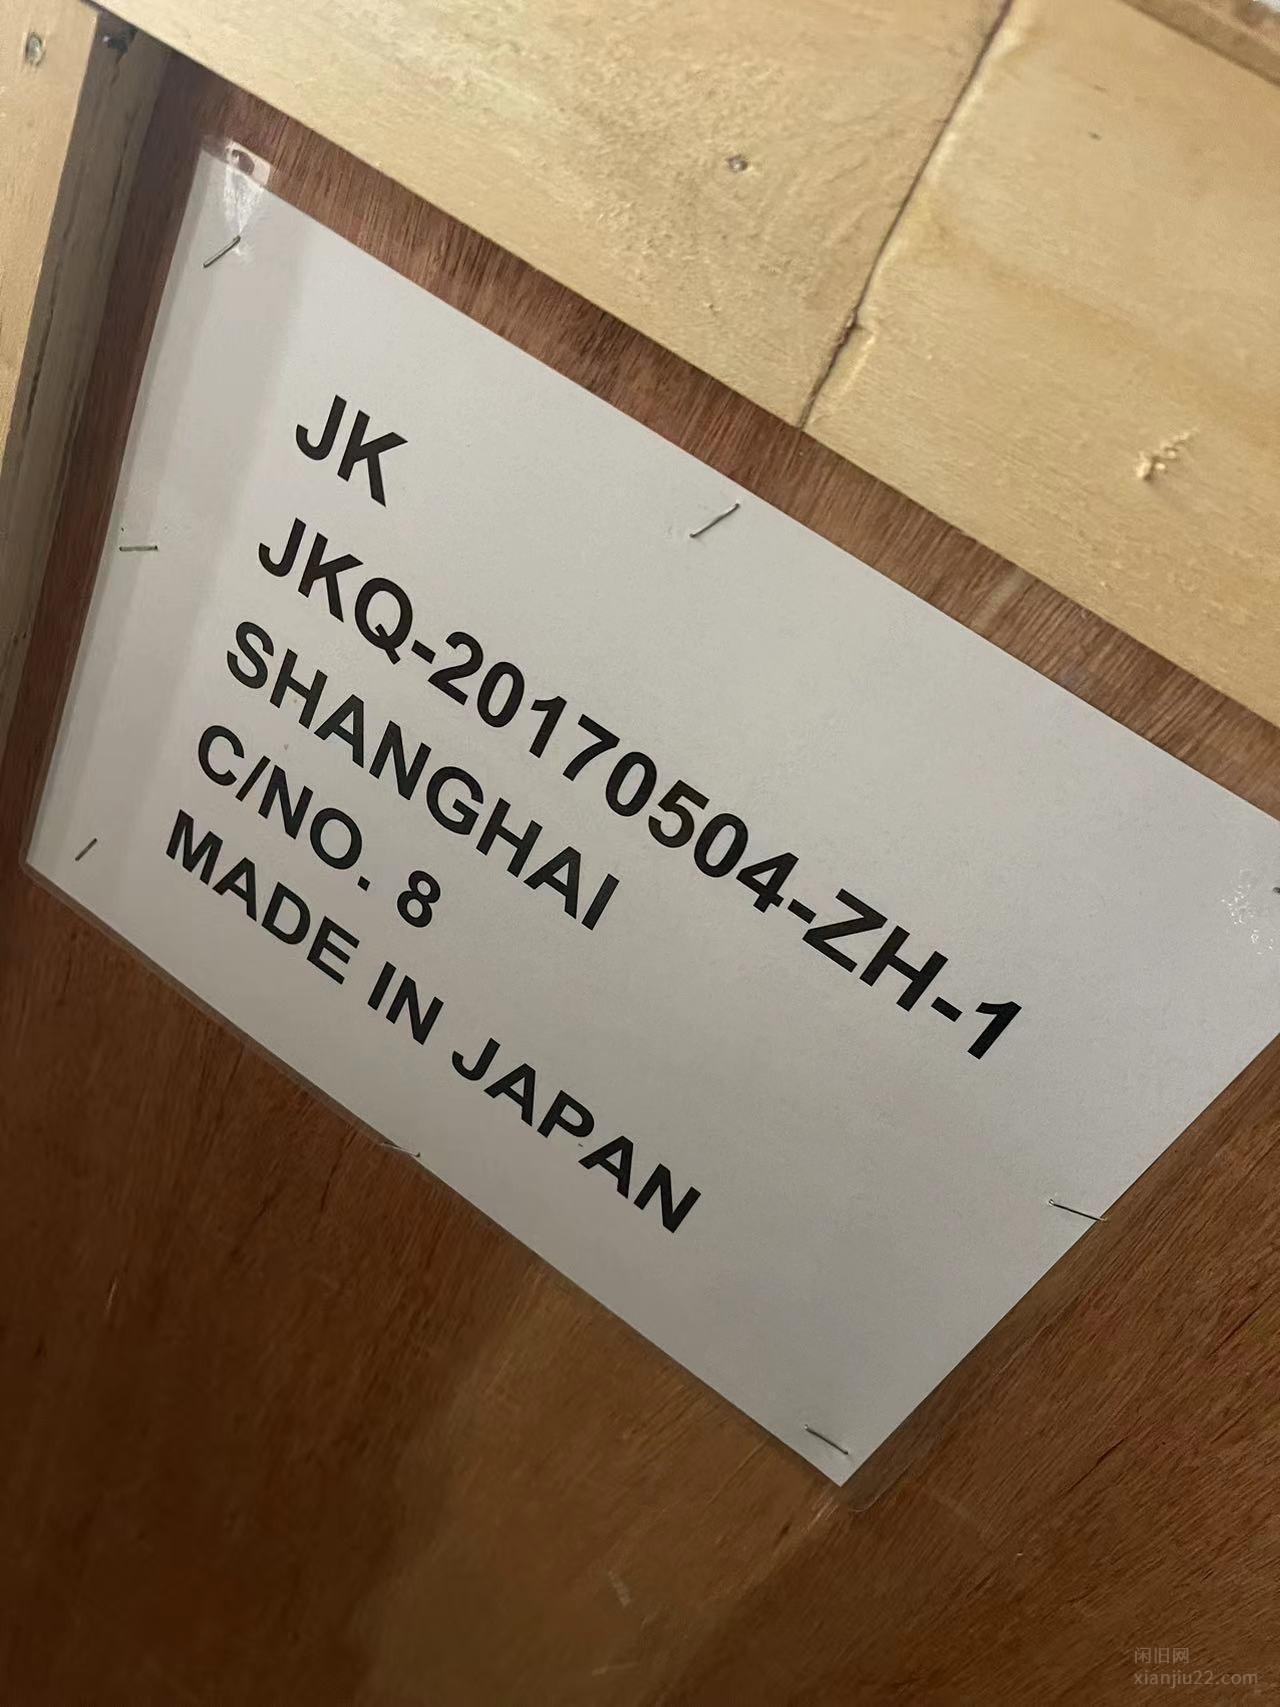 JK
JKQ-20170504-ZH-1
SHANGHAI
C/NO. 8
MADE IN JAPAN
闲旧网
xianjiu22.com